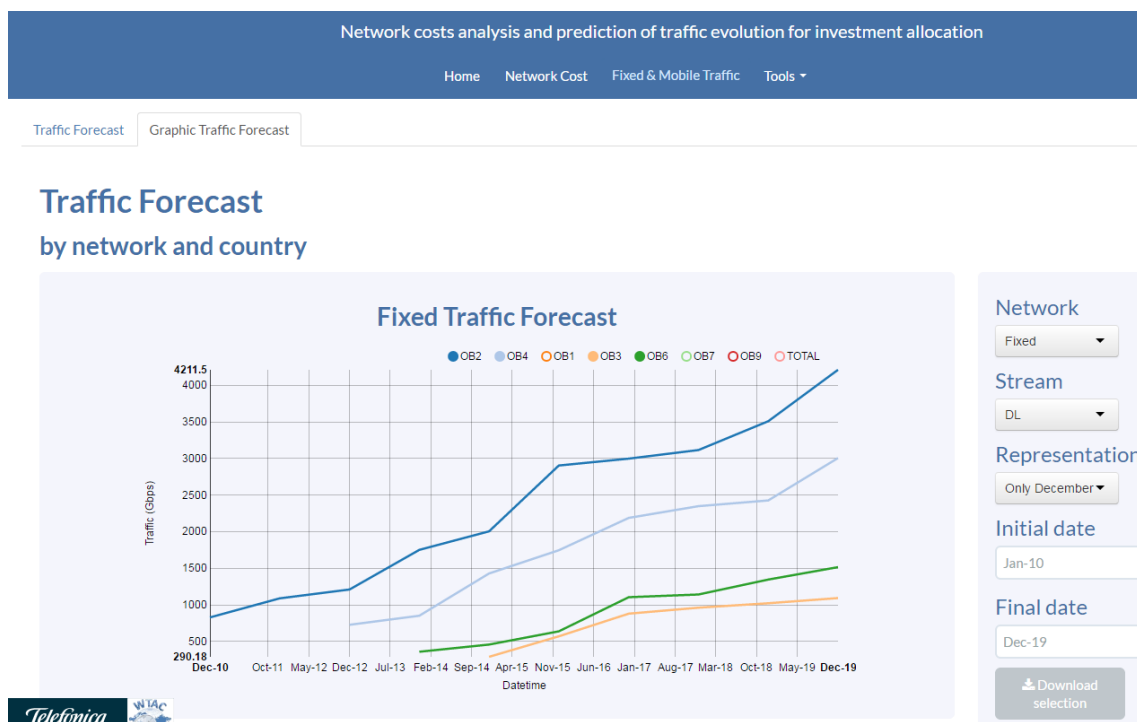 Network costs analysis and prediction of traffic evolution for investment allocation
Home Network Cost Fixed & Mobile Traffic Tools
Traffic Forecast Graphic Traffic Forecast
Traffic Forecast
by network and country
Fixed Traffic Forecast
OB2 OB4 OB1 OB3 OB6 OB7 OB9 TOTAL
4211.5
4000
3500
3000
2500
2000
1500
1000
500
290.18
Traffic (Gbps)
Dec-10 Oct-11 May-12 Dec-12 Jul-13 Feb-14 Sep-14 Apr-15 Nov-15 Jun-16 Jan-17 Aug-17 Mar-18 Oct-18 May-19 Dec-19
Datetime
Network
Fixed
Stream
DL
Representation
Only December
Initial date
Jan-10
Final date
Dec-19
Download
selection
Telefónica
WTAC